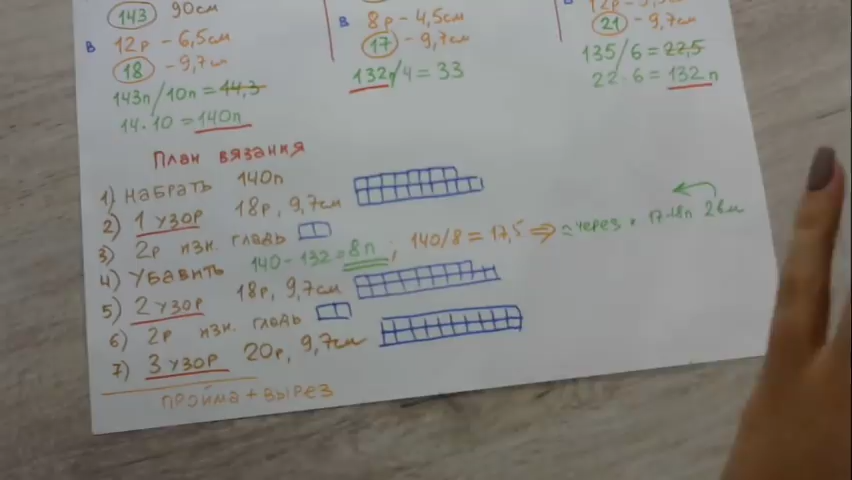 143 90см
в 12р - 6,5см
18 - 9,7см
143п/10п = 14,3
14·10 = 140п
в 8р - 4,5см
17 - 9,7см
132п/4 = 33
21 - 9,7см
135/6 = 22,5
22·6 = 132п
План вязания
1) НАБРАТЬ 140п
2) 1 УЗОР 18р, 9,7см
3) 2р изн. гладь
4) УБАВИТЬ 140-132=8п; 140/8=17,5 ⇒ ≈ через 17-18п 2вм
5) 2 УЗОР 18р, 9,7см
6) 2р изн. гладь
7) 3 УЗОР 20р, 9,7см
пройма + вырез